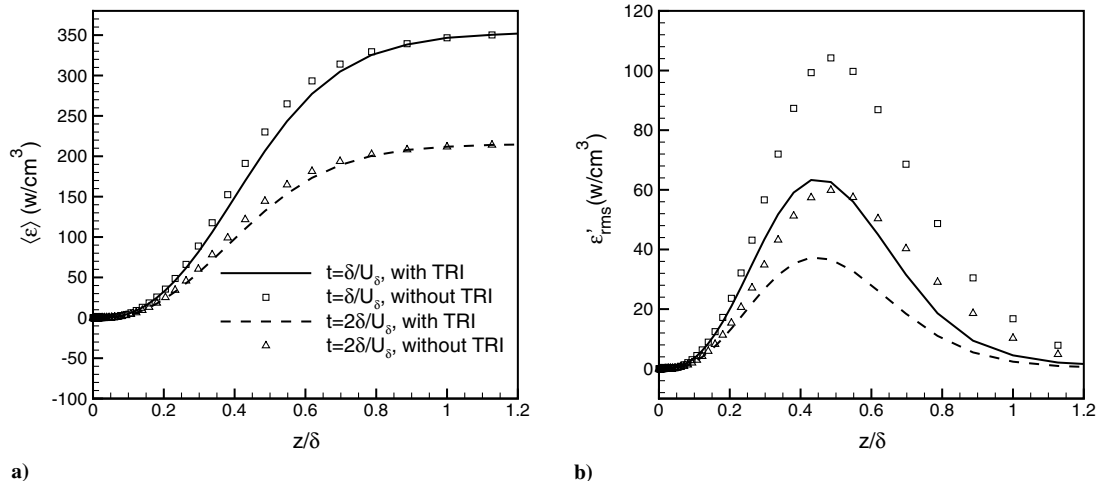 350
300
250
200
150
100
50
0
-50
-100
⟨ε⟩ (w/cm³)
0 0.2 0.4 0.6 0.8 1 1.2
z/δ
t=δ/U_δ, with TRI
t=δ/U_δ, without TRI
t=2δ/U_δ, with TRI
t=2δ/U_δ, without TRI
a)
120
100
80
60
40
20
0
ε'rms(w/cm³)
0 0.2 0.4 0.6 0.8 1 1.2
z/δ
b)